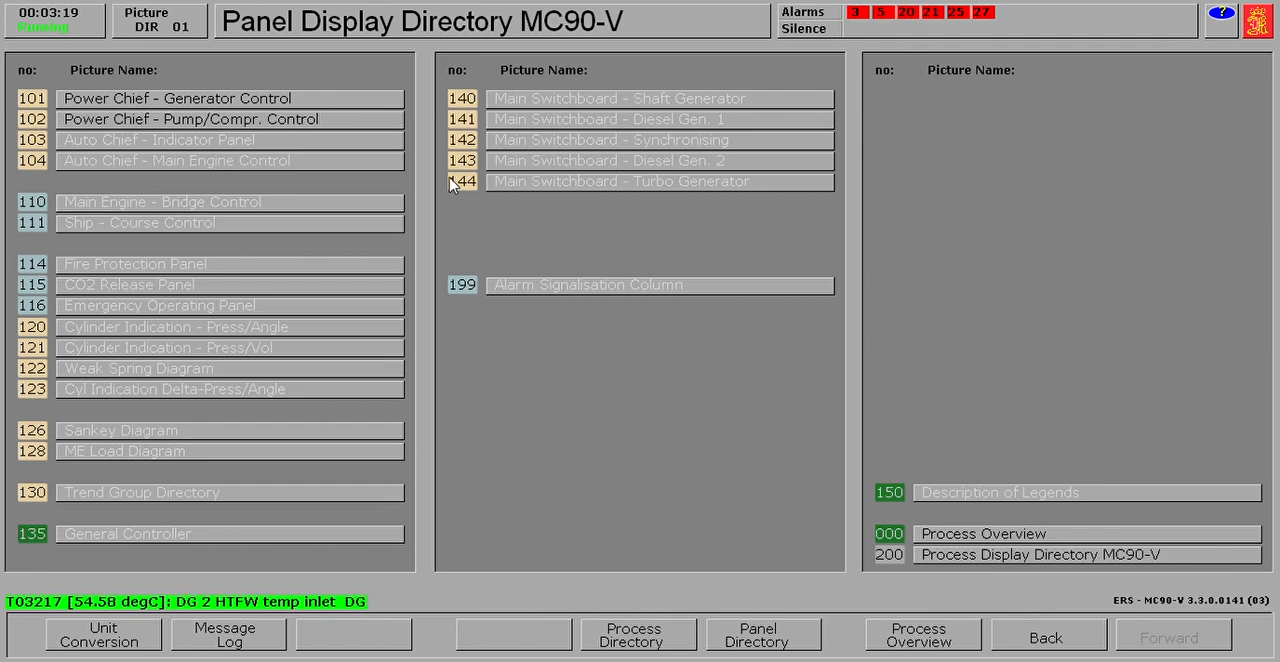 00:03:19
Running
Picture
DIR 01
Panel Display Directory MC90-V
Alarms
Silence
3 5 20 21 25 27
?
no: Picture Name:
101 Power Chief - Generator Control
102 Power Chief - Pump/Compr. Control
103 Auto Chief - Indicator Panel
104 Auto Chief - Main Engine Control
110 Main Engine - Bridge Control
111 Ship - Course Control
114 Fire Protection Panel
115 CO2 Release Panel
116 Emergency Operating Panel
120 Cylinder Indication - Press/Angle
121 Cylinder Indication - Press/Vol
122 Weak Spring Diagram
123 Cyl Indication Delta-Press/Angle
126 Sankey Diagram
128 ME Load Diagram
130 Trend Group Directory
135 General Controller
no: Picture Name:
140 Main Switchboard - Shaft Generator
141 Main Switchboard - Diesel Gen. 1
142 Main Switchboard - Synchronising
143 Main Switchboard - Diesel Gen. 2
144 Main Switchboard - Turbo Generator
199 Alarm Signalisation Column
no: Picture Name:
150 Description of Legends
000 Process Overview
200 Process Display Directory MC90-V
T03217 [54.58 degC]: DG 2 HTFW temp inlet DG
ERS - MC90-V 3.3.0.0141 (03)
Unit
Conversion
Message
Log
Process
Directory
Panel
Directory
Process
Overview
Back
Forward